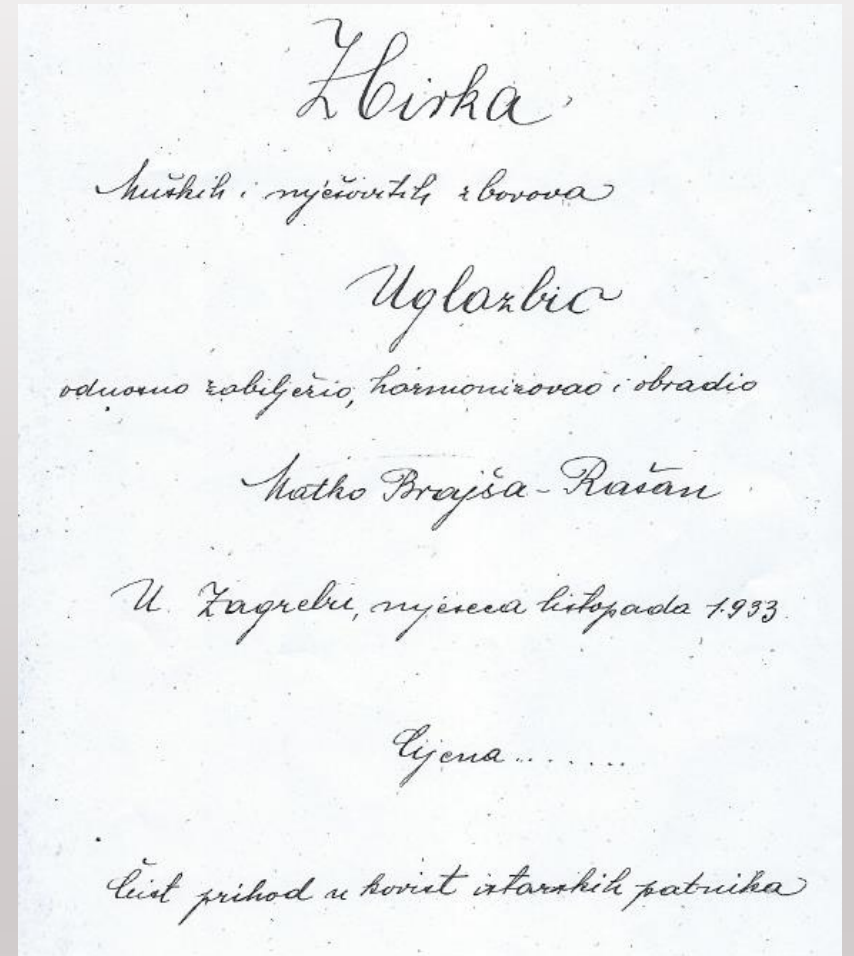 Zbirka
Muških i mješovitih zborova
Uglazbio
odnosno zabilježio, harmonizovao i obradio
Matko Brajša-Rašan
U Zagrebu, mjeseca listopada 1933
Cijena.......
Čist prihod u korist istarskih patnika